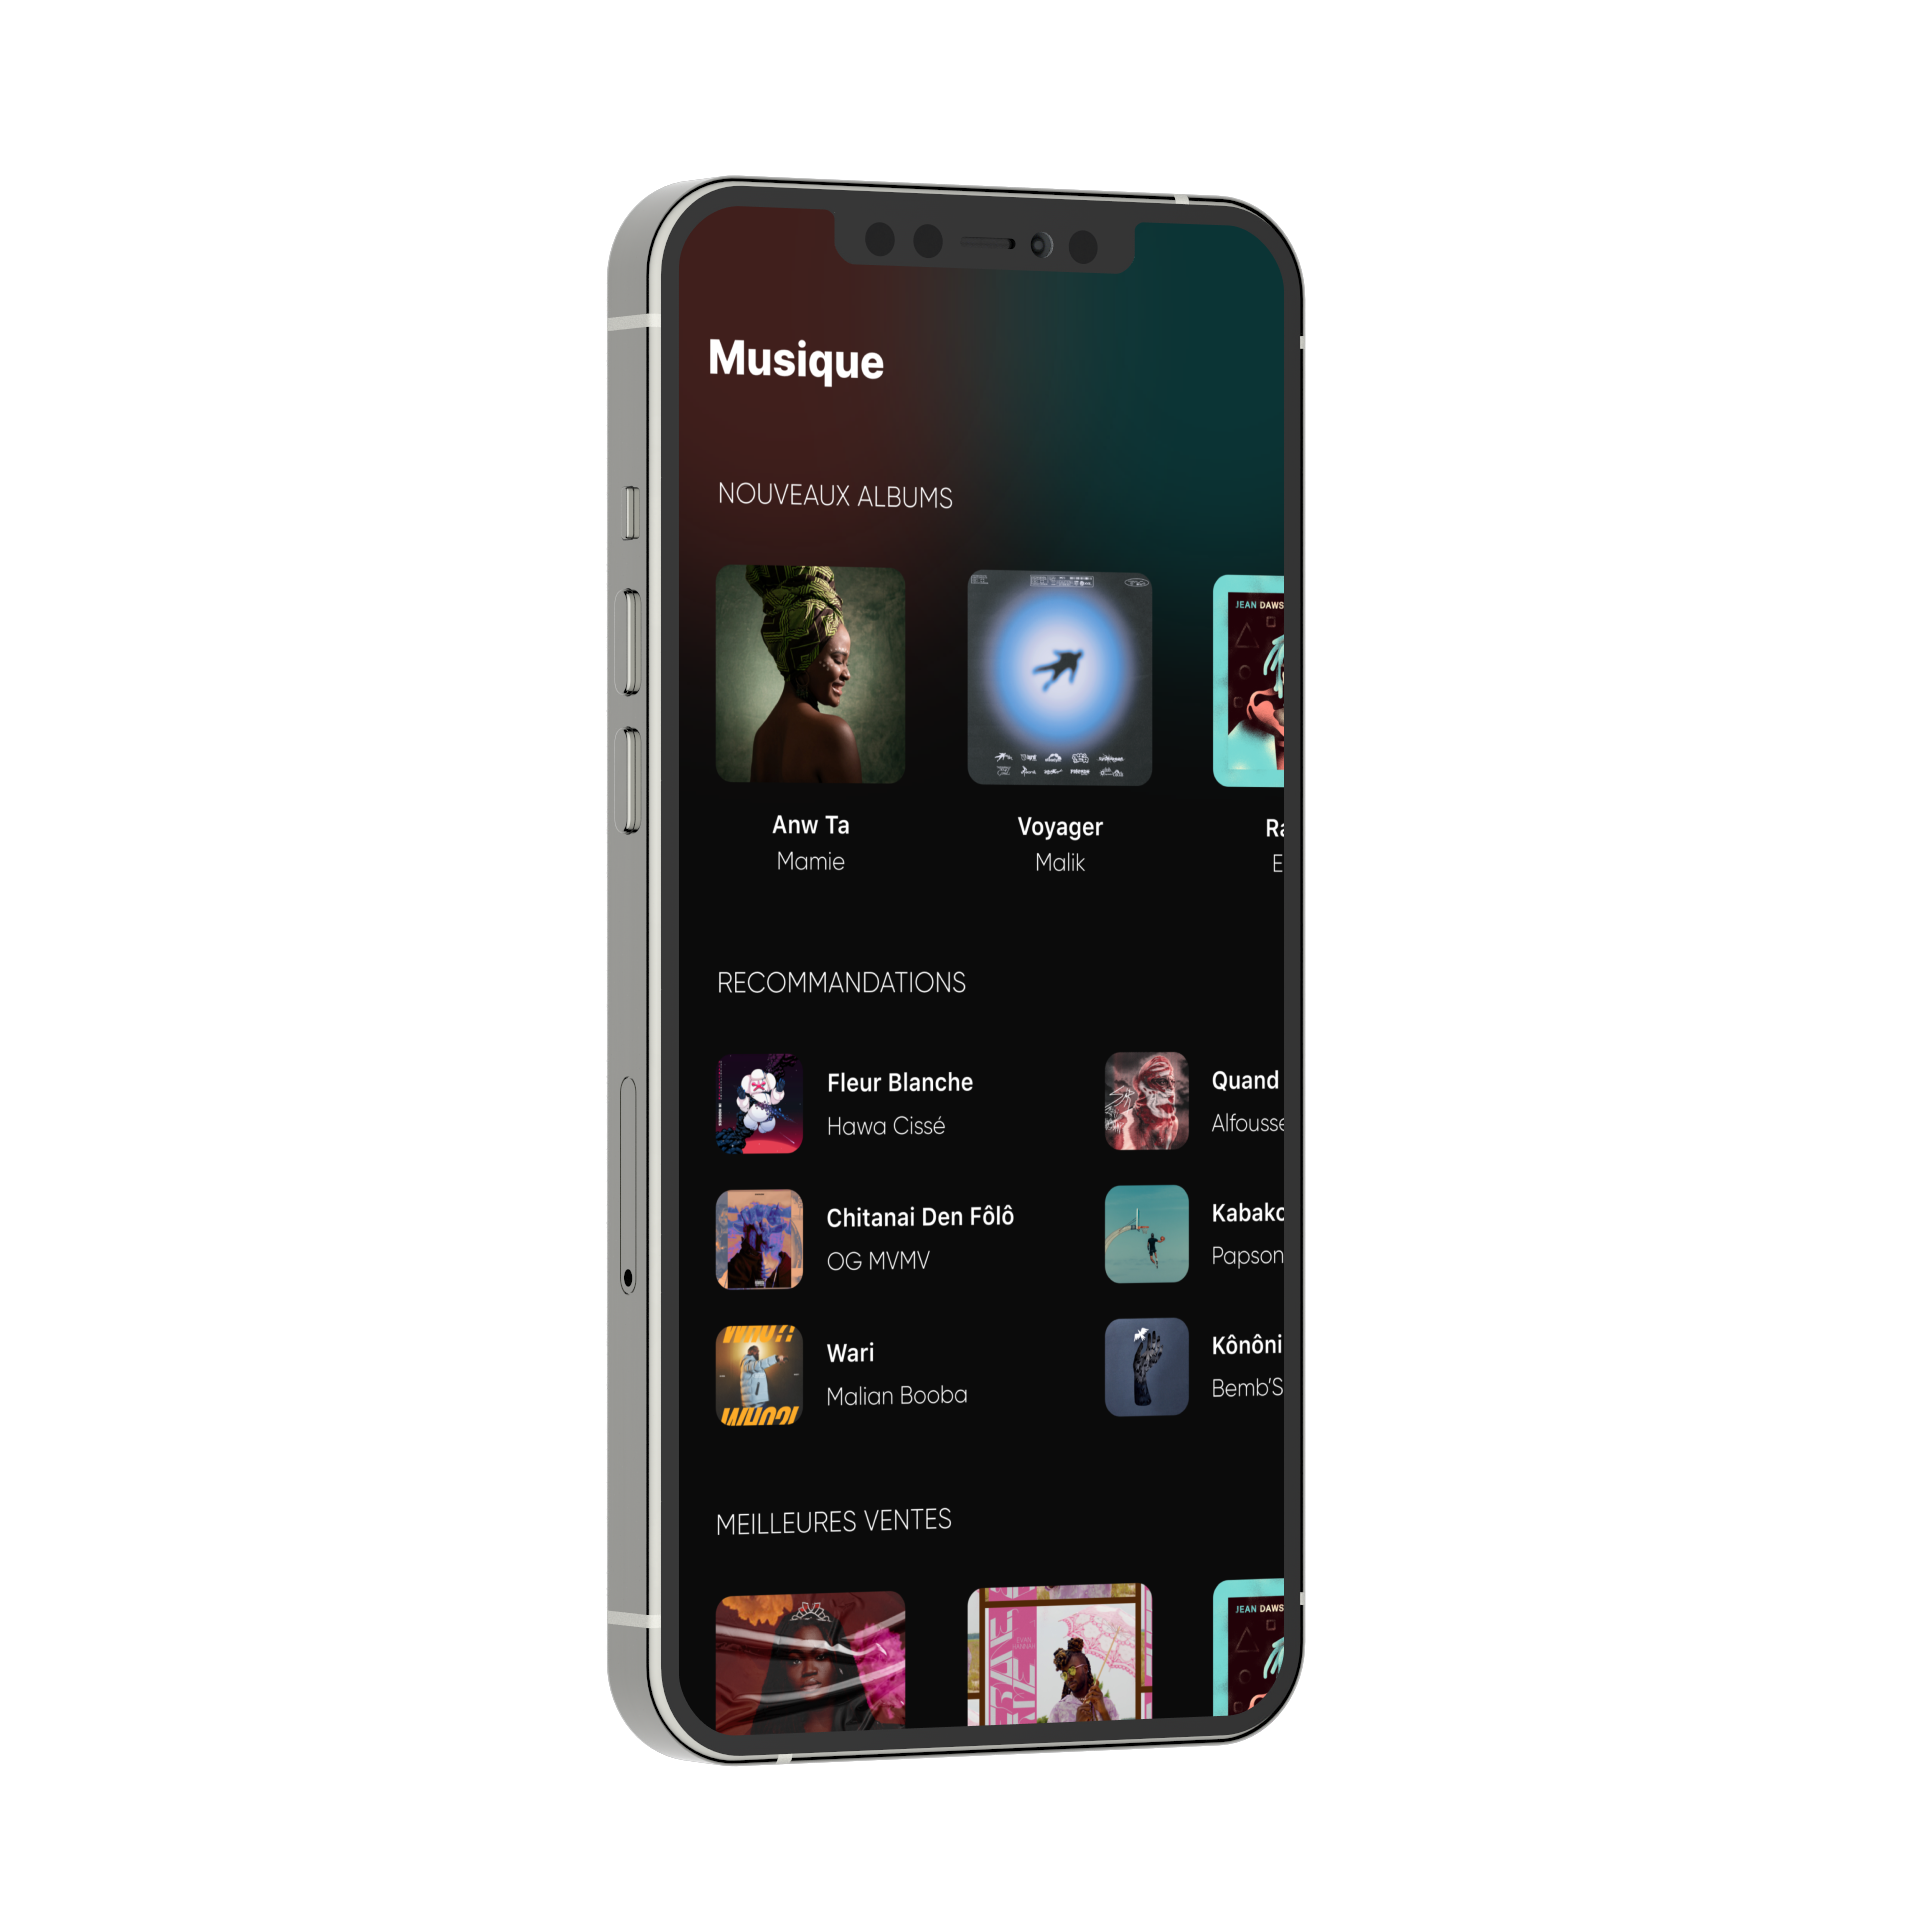 Musique
NOUVEAUX ALBUMS
JEAN DAWS
Anw Ta
Mamie
Voyager
Malik
Ra
E
RECOMMANDATIONS
Fleur Blanche
Hawa Cissé
Quand
Alfousse
Chitanai Den Fôlô
OG MVMV
Kabako
Papson
Wari
Malian Booba
WHO?!
Kônôni
Bemb'S
MEILLEURES VENTES
JEAN DAWS